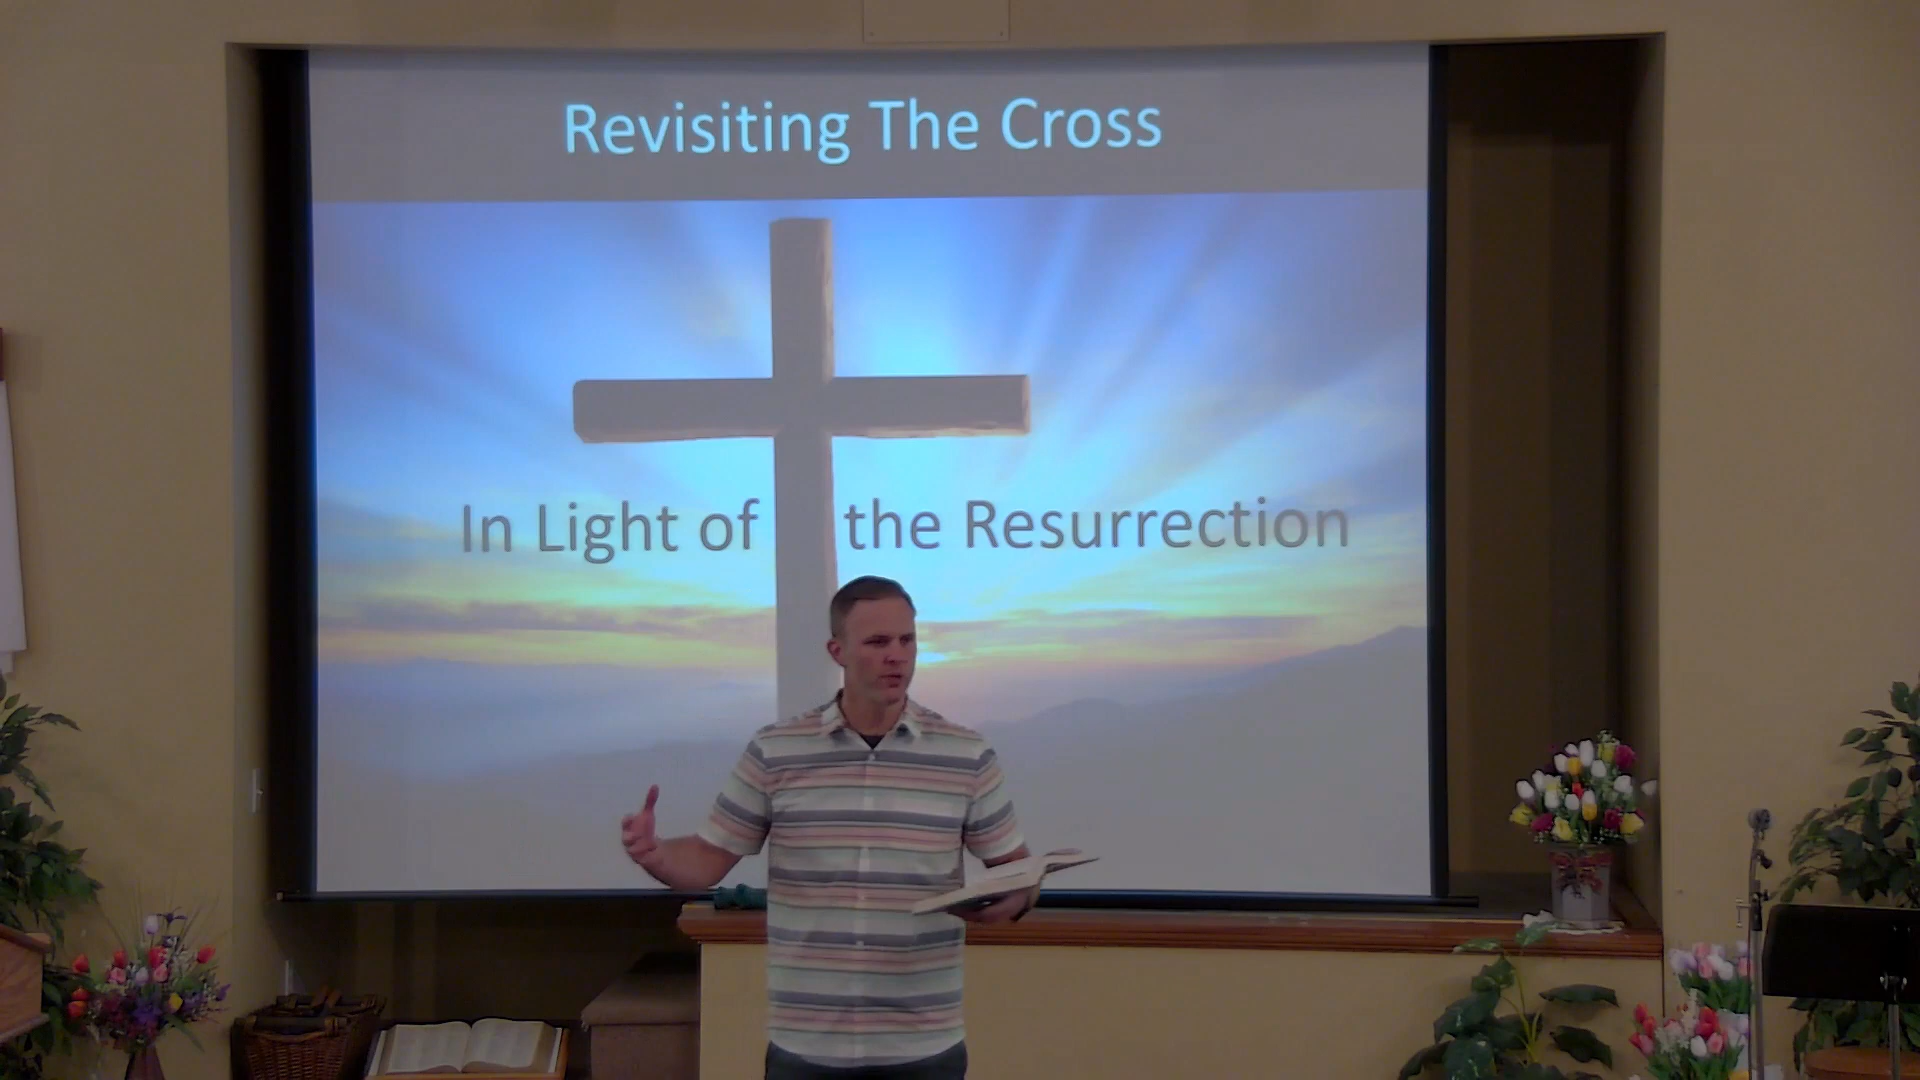 Revisiting The Cross
In Light of the Resurrection